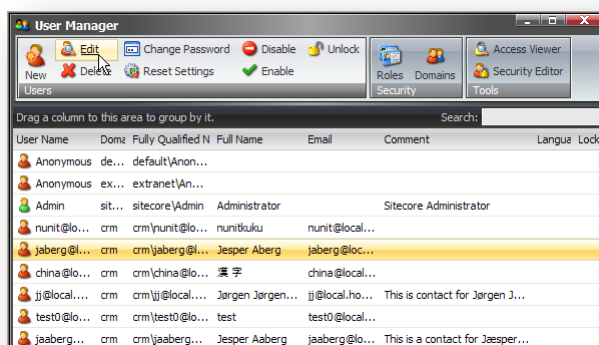 User Manager
New
Edit
Delete
Change Password
Reset Settings
Disable
Enable
Unlock
Users
Roles
Domains
Security
Access Viewer
Security Editor
Tools
Drag a column to this area to group by it.
Search:
User Name Doma Fully Qualified N Full Name Email Comment Langua Lock
Anonymous de... default\Anon...
Anonymous ex... extranet\An...
Admin sit... sitecore\Admin Administrator Sitecore Administrator
nunit@lo... crm crm\nunit@lo... nunitkuku nunit@local...
jaberg@l... crm crm\jaberg@l... Jesper Aberg jaberg@loc...
china@lo... crm crm\china@lo... 漢字 china@local...
jj@local.... crm crm\jj@local.... Jørgen Jørgen... jj@local.ho... This is contact for Jørgen J...
test0@lo... crm crm\test0@lo... test test0@local...
jaaberg... crm crm\jaaberg... Jesper Aaberg jaaberg@lo... This is a contact for Jæsper...